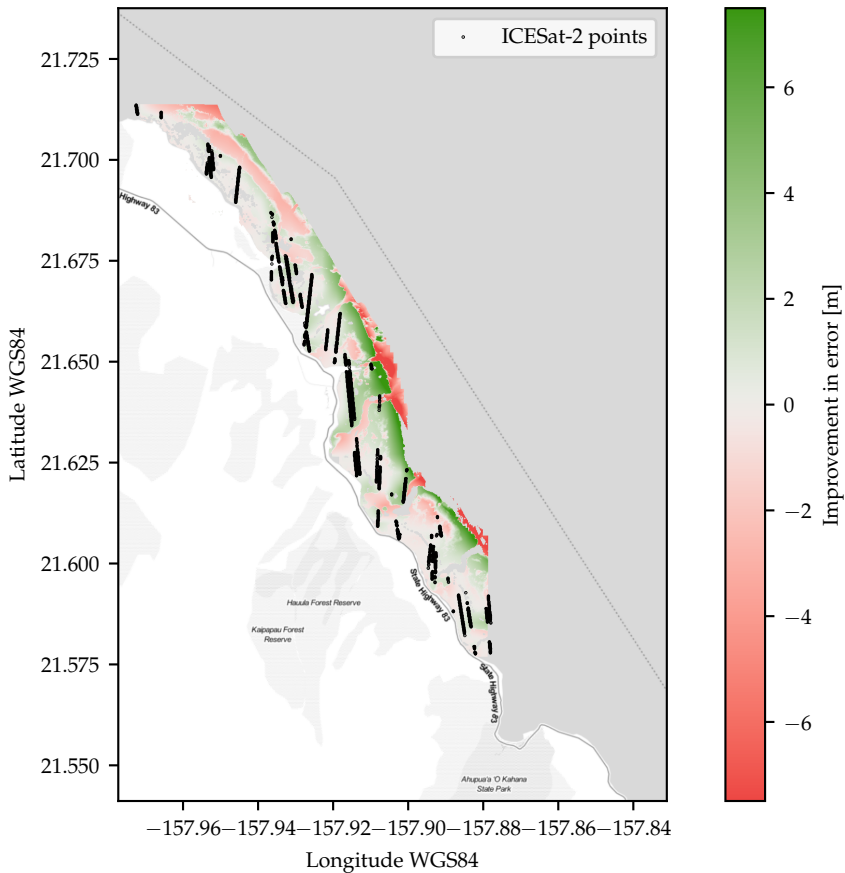 ICESat-2 points
21.725
21.700
21.675
21.650
21.625
21.600
21.575
21.550
Latitude WGS84
Highway 83
State Highway 83
Hauula Forest Reserve
Kaipapau Forest
Reserve
State Highway 83
Ahupua'a 'O Kahana
State Park
−157.96−157.94−157.92−157.90−157.88−157.86−157.84
Longitude WGS84
6
4
2
0
−2
−4
−6
Improvement in error [m]